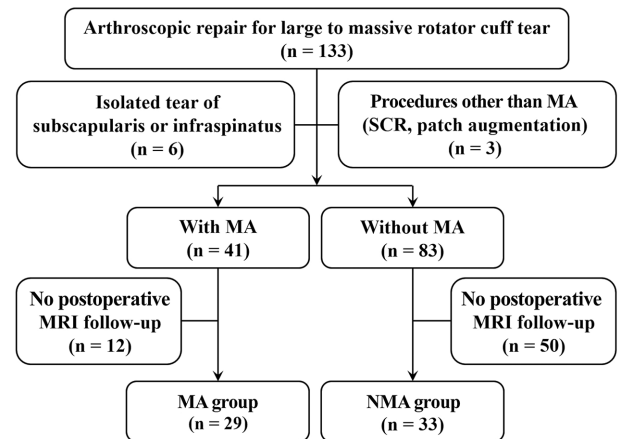 Arthroscopic repair for large to massive rotator cuff tear
(n = 133)
Isolated tear of
subscapularis or infraspinatus
(n = 6)
Procedures other than MA
(SCR, patch augmentation)
(n = 3)
With MA
(n = 41)
Without MA
(n = 83)
No postoperative
MRI follow-up
(n = 12)
No postoperative
MRI follow-up
(n = 50)
MA group
(n = 29)
NMA group
(n = 33)